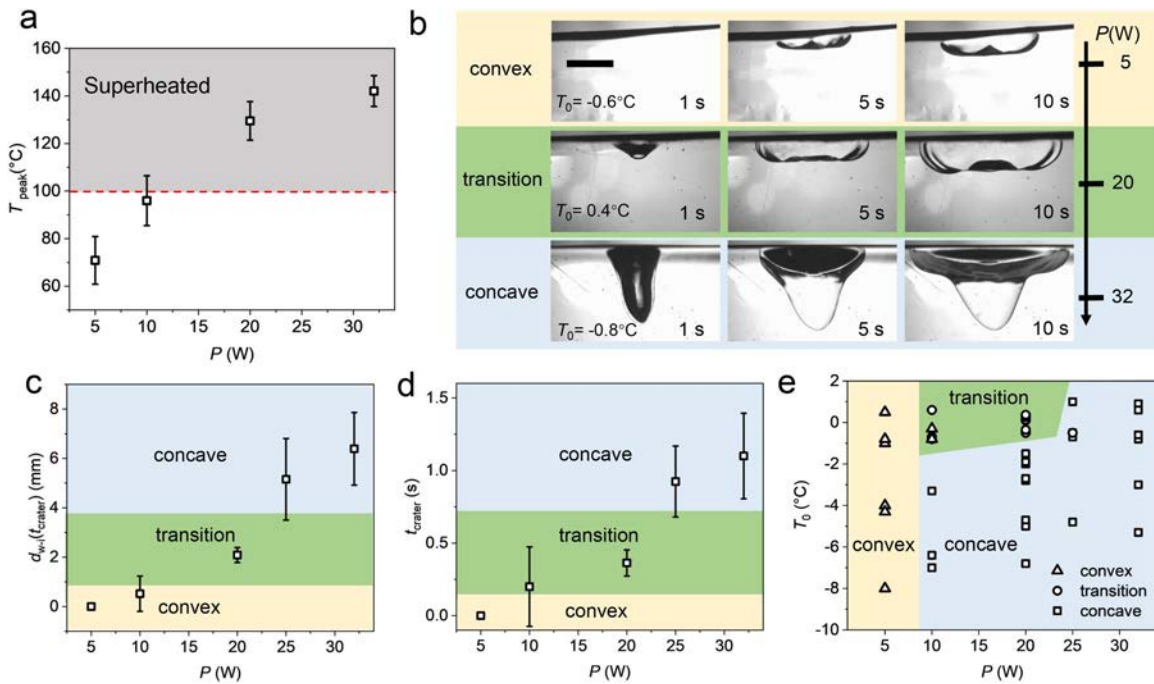 a
160
140
120
100
80
60
T peak(°C)
Superheated
5
10
15
20
25
30
P (W)
b
P(W)
convex
T0= -0.6°C
1 s
5 s
10 s
5
transition
T0= 0.4°C
1 s
5 s
10 s
20
concave
T0= -0.8°C
1 s
5 s
10 s
32
c
8
6
4
2
0
dw-i(tcrater) (mm)
concave
transition
convex
5
10
15
20
25
30
P (W)
d
1.5
1.0
0.5
0.0
tcrater (s)
concave
transition
convex
5
10
15
20
25
30
P (W)
e
2
0
-2
-4
-6
-8
-10
T0 (°C)
transition
convex
concave
convex
transition
concave
5
10
15
20
25
30
P (W)